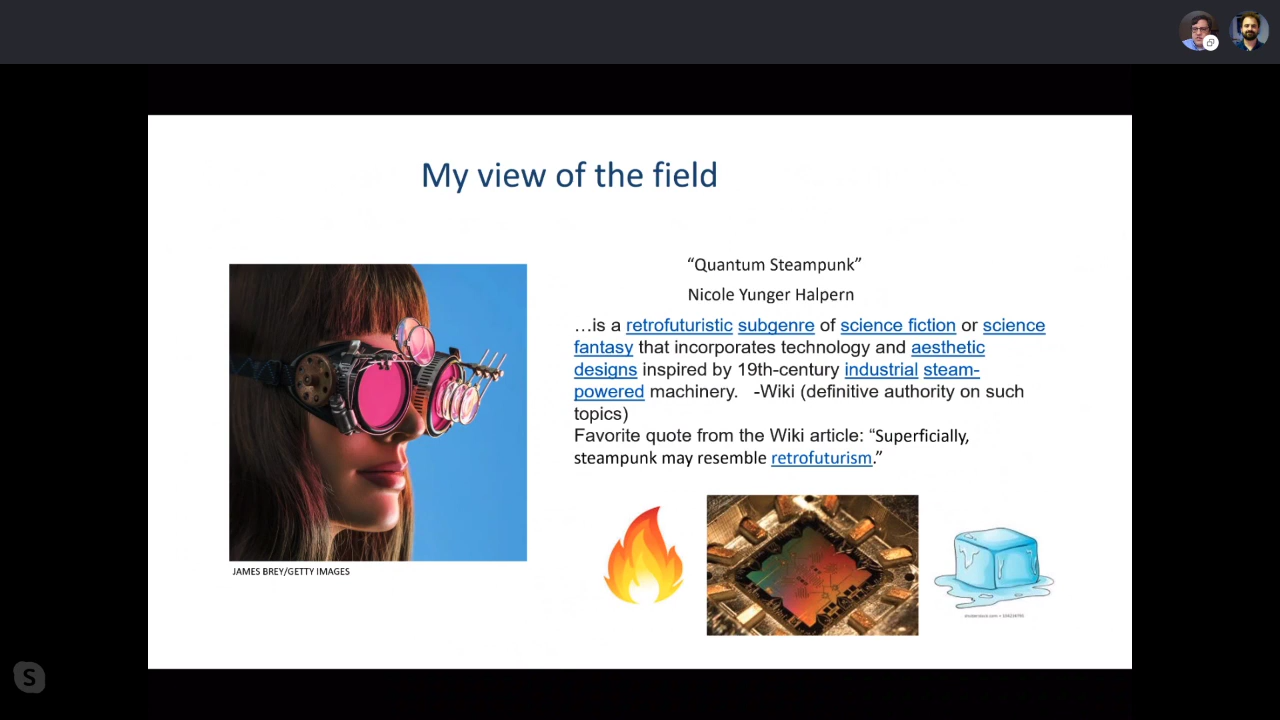 My view of the field
“Quantum Steampunk”
Nicole Yunger Halpern
…is a retrofuturistic subgenre of science fiction or science
fantasy that incorporates technology and aesthetic
designs inspired by 19th-century industrial steam-
powered machinery.   -Wiki (definitive authority on such
topics)
Favorite quote from the Wiki article: “Superficially,
steampunk may resemble retrofuturism.”
JAMES BREY/GETTY IMAGES
S